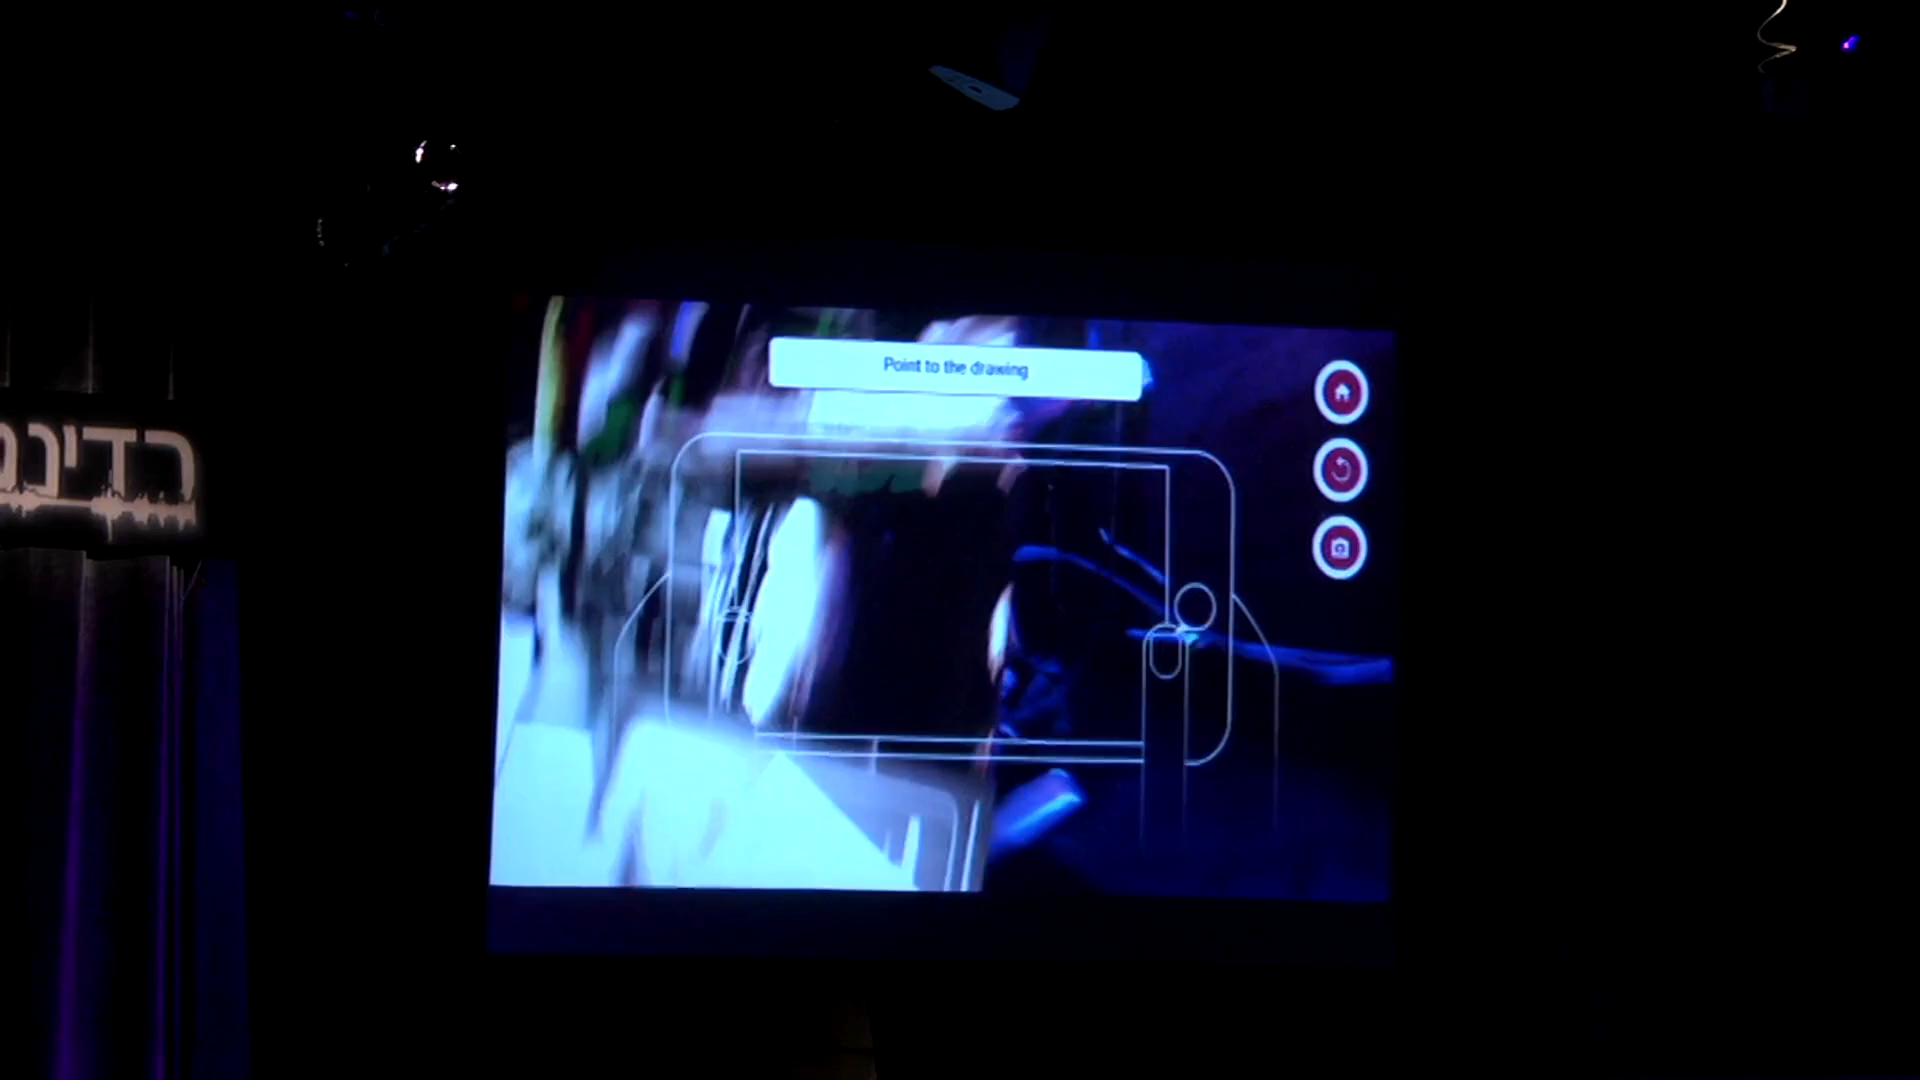 Point to the drawing